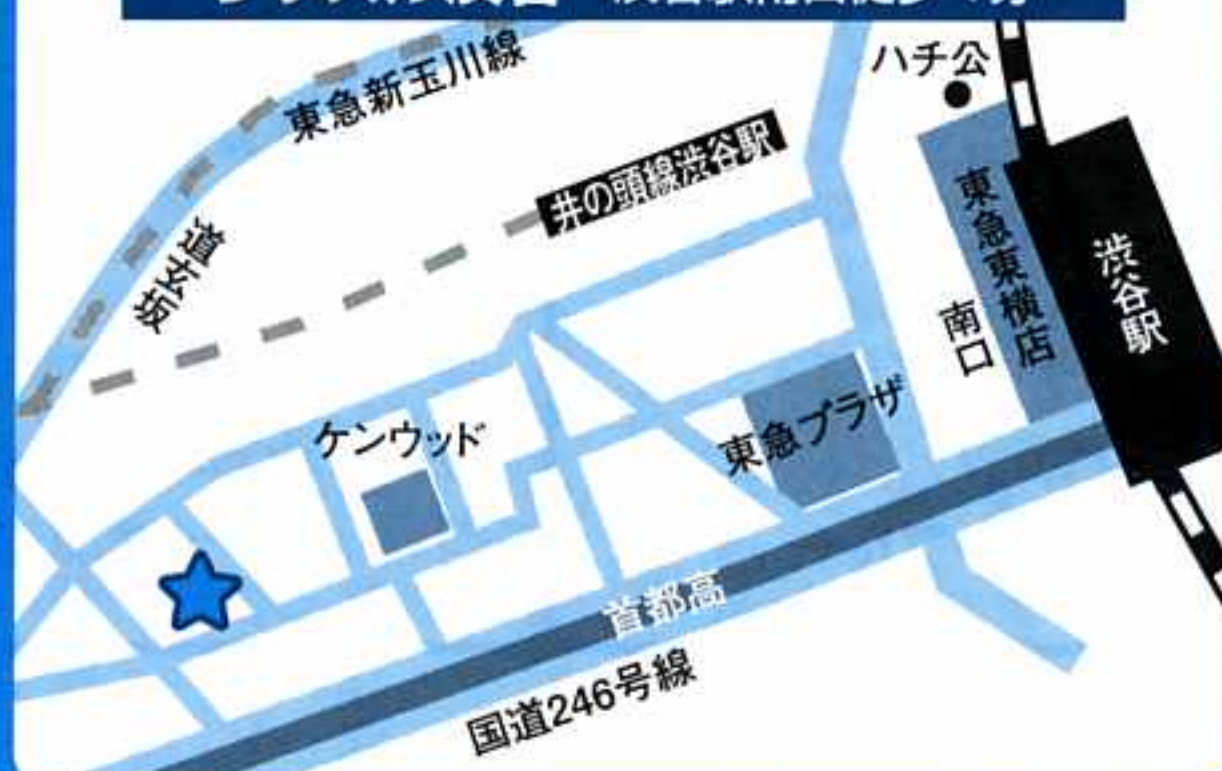 ハチ公
東急新玉川線
井の頭線渋谷駅
道玄坂
東急東横店
渋谷駅
南口
ケンウッド
東急プラザ
首都高
国道246号線